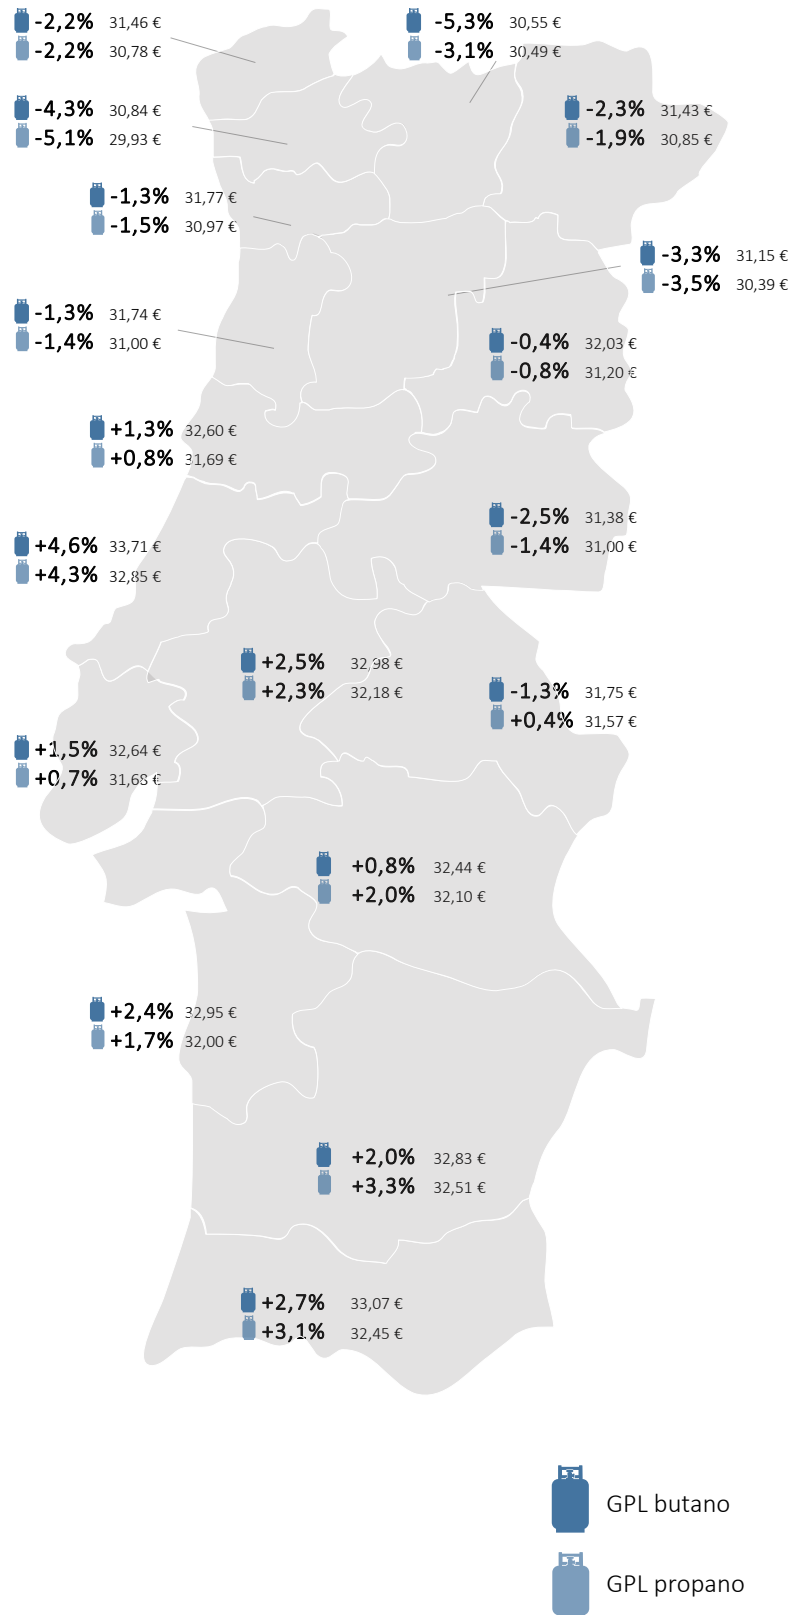 -2,2% 31,46 €
-2,2% 30,78 €
-5,3% 30,55 €
-3,1% 30,49 €
-4,3% 30,84 €
-5,1% 29,93 €
-2,3% 31,43 €
-1,9% 30,85 €
-1,3% 31,77 €
-1,5% 30,97 €
-3,3% 31,15 €
-3,5% 30,39 €
-1,3% 31,74 €
-1,4% 31,00 €
-0,4% 32,03 €
-0,8% 31,20 €
+1,3% 32,60 €
+0,8% 31,69 €
-2,5% 31,38 €
-1,4% 31,00 €
+4,6% 33,71 €
+4,3% 32,85 €
+2,5% 32,98 €
+2,3% 32,18 €
-1,3% 31,75 €
+0,4% 31,57 €
+1,5% 32,64 €
+0,7% 31,68 €
+0,8% 32,44 €
+2,0% 32,10 €
+2,4% 32,95 €
+1,7% 32,00 €
+2,0% 32,83 €
+3,3% 32,51 €
+2,7% 33,07 €
+3,1% 32,45 €
GPL butano
GPL propano